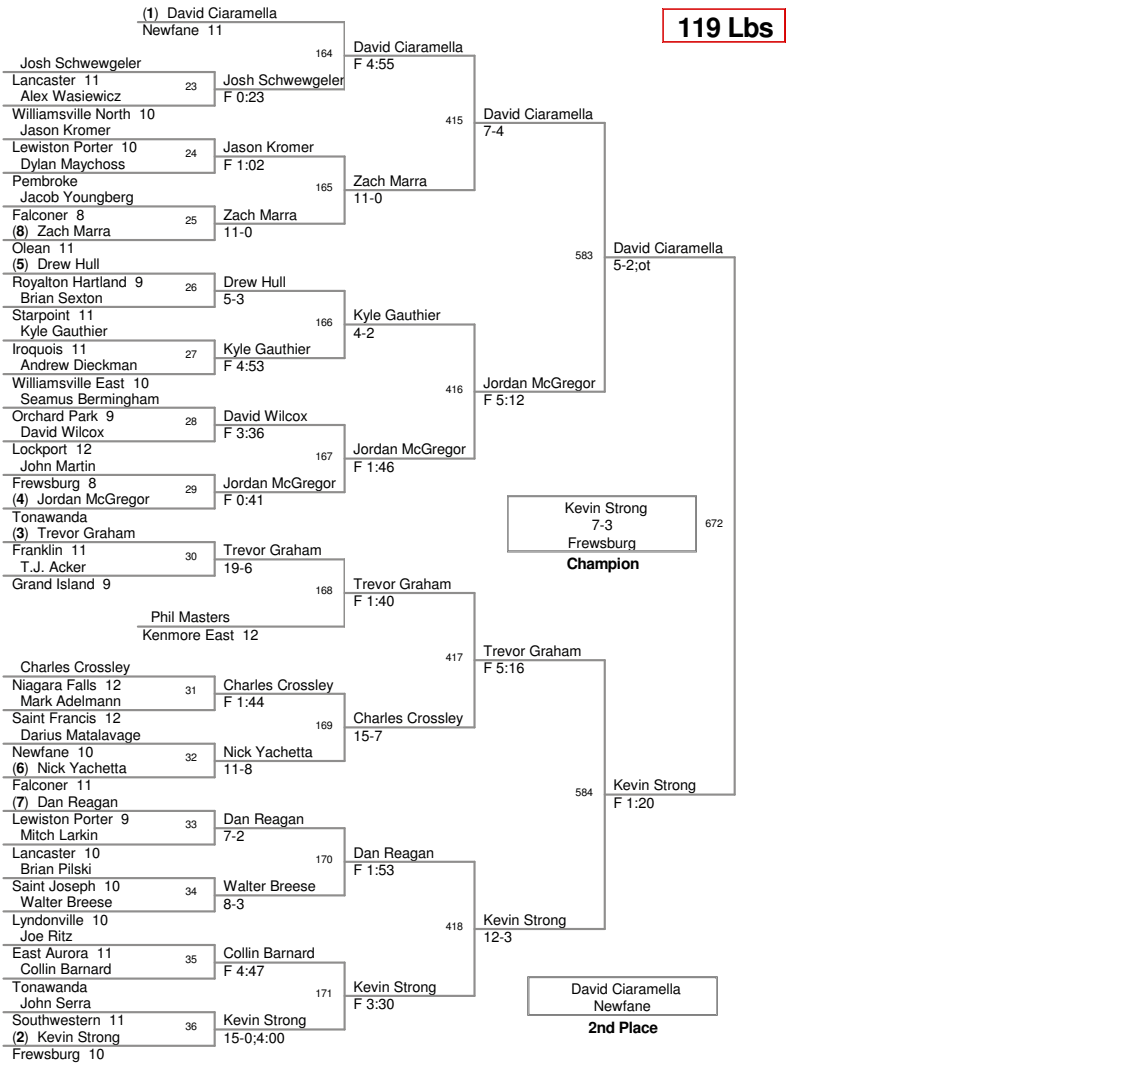 119 Lbs
(1) David Ciaramella
Newfane 11
Josh Schwewgeler
Lancaster 11
23
Alex Wasiewicz
Williamsville North 10
Jason Kromer
Lewiston Porter 10
24
Dylan Maychoss
Pembroke
Jacob Youngberg
Falconer 8
25
(8) Zach Marra
Olean 11
(5) Drew Hull
Royalton Hartland 9
26
Brian Sexton
Starpoint 11
Kyle Gauthier
Iroquois 11
27
Andrew Dieckman
Williamsville East 10
Seamus Bermingham
Orchard Park 9
28
David Wilcox
Lockport 12
John Martin
Frewsburg 8
29
(4) Jordan McGregor
Tonawanda
(3) Trevor Graham
Franklin 11
30
T.J. Acker
Grand Island 9
Phil Masters
Kenmore East 12
Charles Crossley
Niagara Falls 12
31
Mark Adelmann
Saint Francis 12
Darius Matalavage
Newfane 10
32
(6) Nick Yachetta
Falconer 11
(7) Dan Reagan
Lewiston Porter 9
33
Mitch Larkin
Lancaster 10
Brian Pilski
Saint Joseph 10
34
Walter Breese
Lyndonville 10
Joe Ritz
East Aurora 11
35
Collin Barnard
Tonawanda
John Serra
Southwestern 11
36
(2) Kevin Strong
Frewsburg 10
164
Josh Schwewgeler
F 0:23
Jason Kromer
F 1:02
165
Zach Marra
11-0
Drew Hull
5-3
166
Kyle Gauthier
F 4:53
David Wilcox
F 3:36
167
Jordan McGregor
F 0:41
Trevor Graham
19-6
168
Charles Crossley
F 1:44
169
Nick Yachetta
11-8
Dan Reagan
7-2
170
Walter Breese
8-3
Collin Barnard
F 4:47
171
Kevin Strong
15-0;4:00
David Ciaramella
F 4:55
415
Zach Marra
11-0
Kyle Gauthier
4-2
416
Jordan McGregor
F 1:46
Trevor Graham
F 1:40
417
Charles Crossley
15-7
Dan Reagan
F 1:53
418
Kevin Strong
F 3:30
David Ciaramella
7-4
583
Jordan McGregor
F 5:12
Trevor Graham
F 5:16
584
Kevin Strong
12-3
David Ciaramella
5-2;ot
Kevin Strong
F 1:20
Kevin Strong
7-3
Frewsburg
672
Champion
David Ciaramella
Newfane
2nd Place